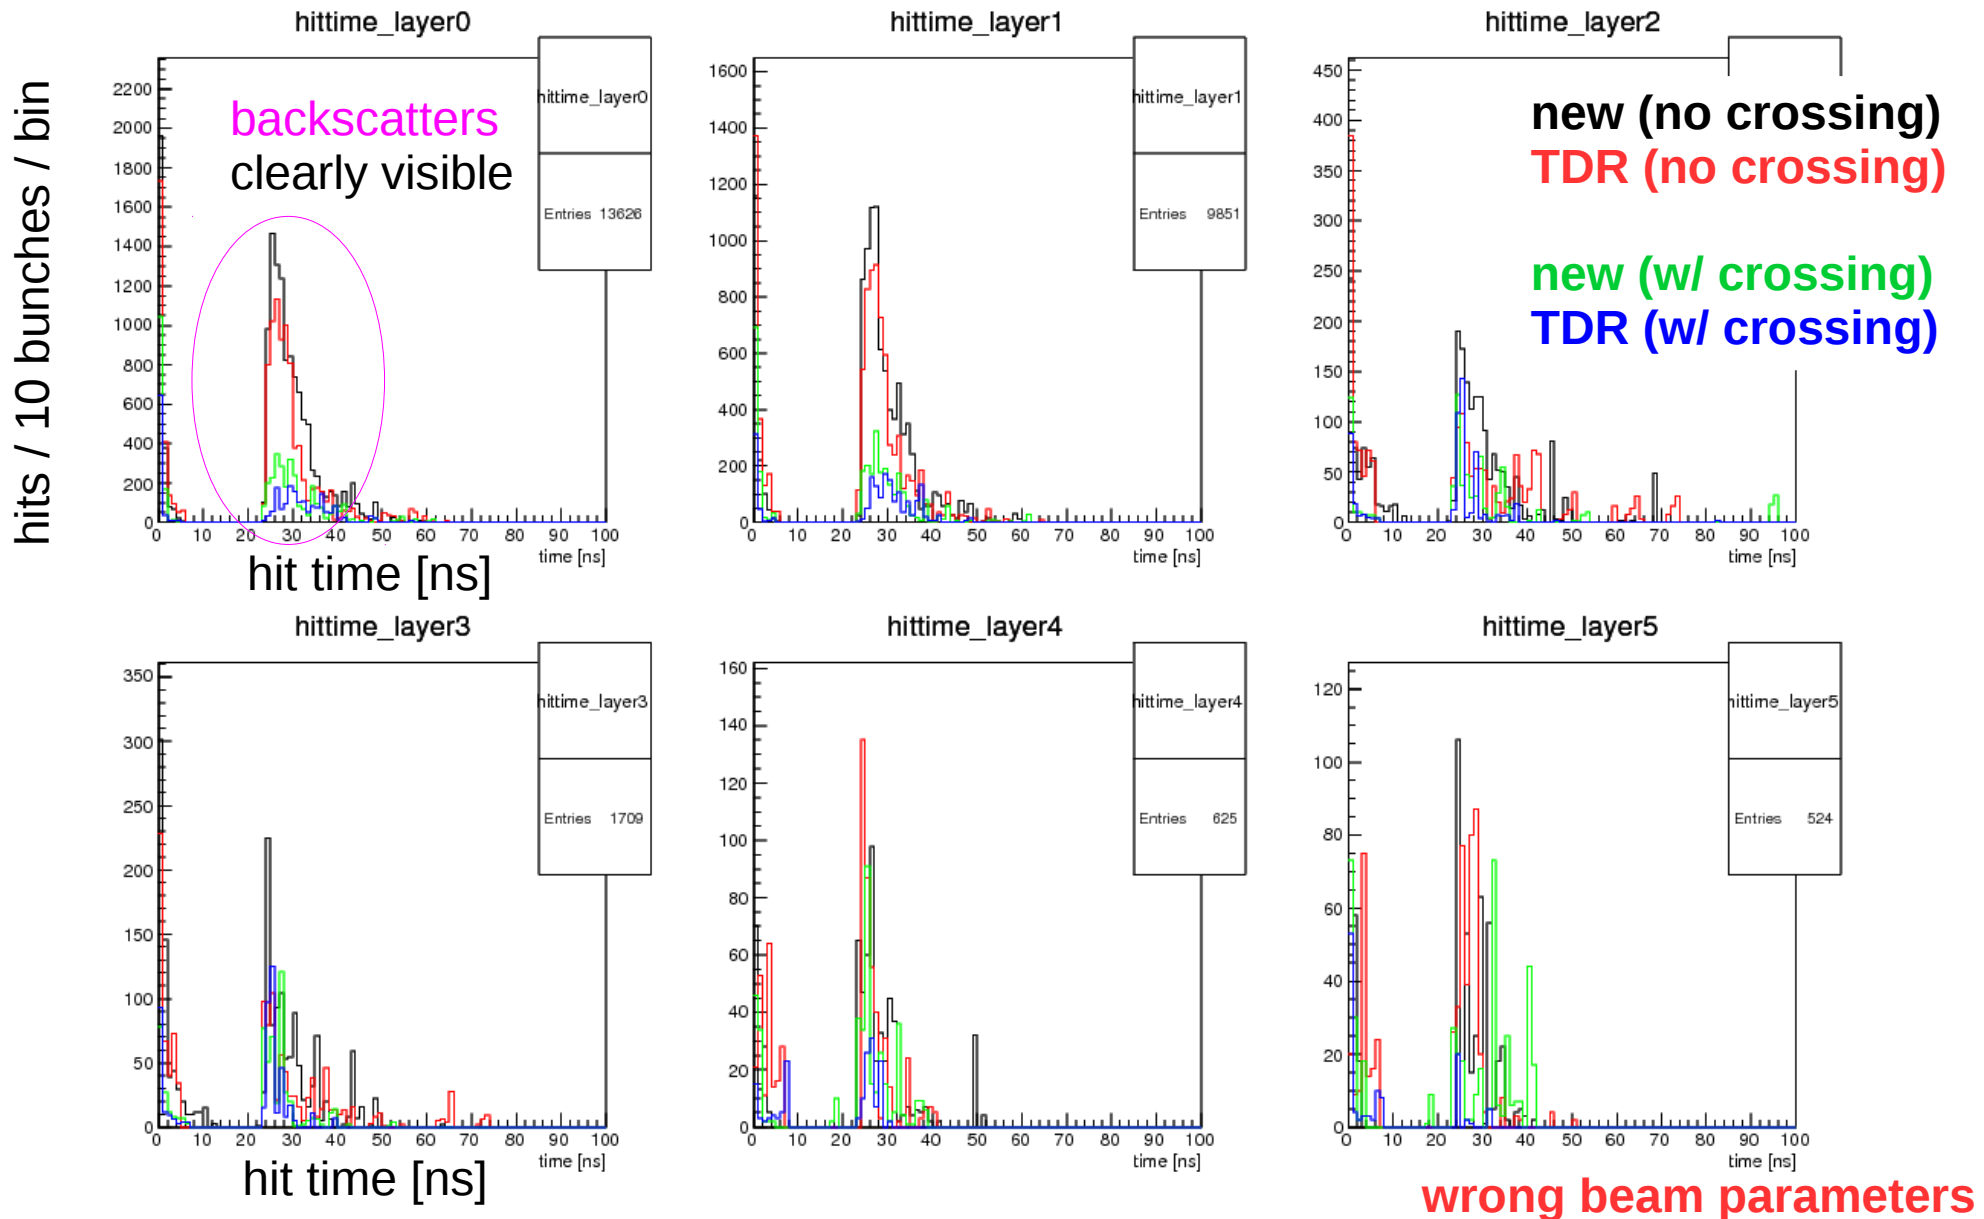 hittime_layer0
hits / 10 bunches / bin
2200
2000
1800
1600
1400
1200
1000
800
600
400
200
0
backscatters
clearly visible
hittime_layer0
Entries 13626
0 10 20 30 40 50 60 70 80 90 100
time [ns]
hit time [ns]
hittime_layer1
1600
1400
1200
1000
800
600
400
200
0
hittime_layer1
Entries 9851
0 10 20 30 40 50 60 70 80 90 100
time [ns]
hittime_layer2
450
400
350
300
250
200
150
100
50
0
new (no crossing)
TDR (no crossing)
new (w/ crossing)
TDR (w/ crossing)
0 10 20 30 40 50 60 70 80 90 100
time [ns]
hittime_layer3
350
300
250
200
150
100
50
0
hittime_layer3
Entries 1709
0 10 20 30 40 50 60 70 80 90 100
time [ns]
hit time [ns]
hittime_layer4
160
140
120
100
80
60
40
20
0
hittime_layer4
Entries 625
0 10 20 30 40 50 60 70 80 90 100
time [ns]
hittime_layer5
120
100
80
60
40
20
0
hittime_layer5
Entries 524
0 10 20 30 40 50 60 70 80 90 100
time [ns]
wrong beam parameters